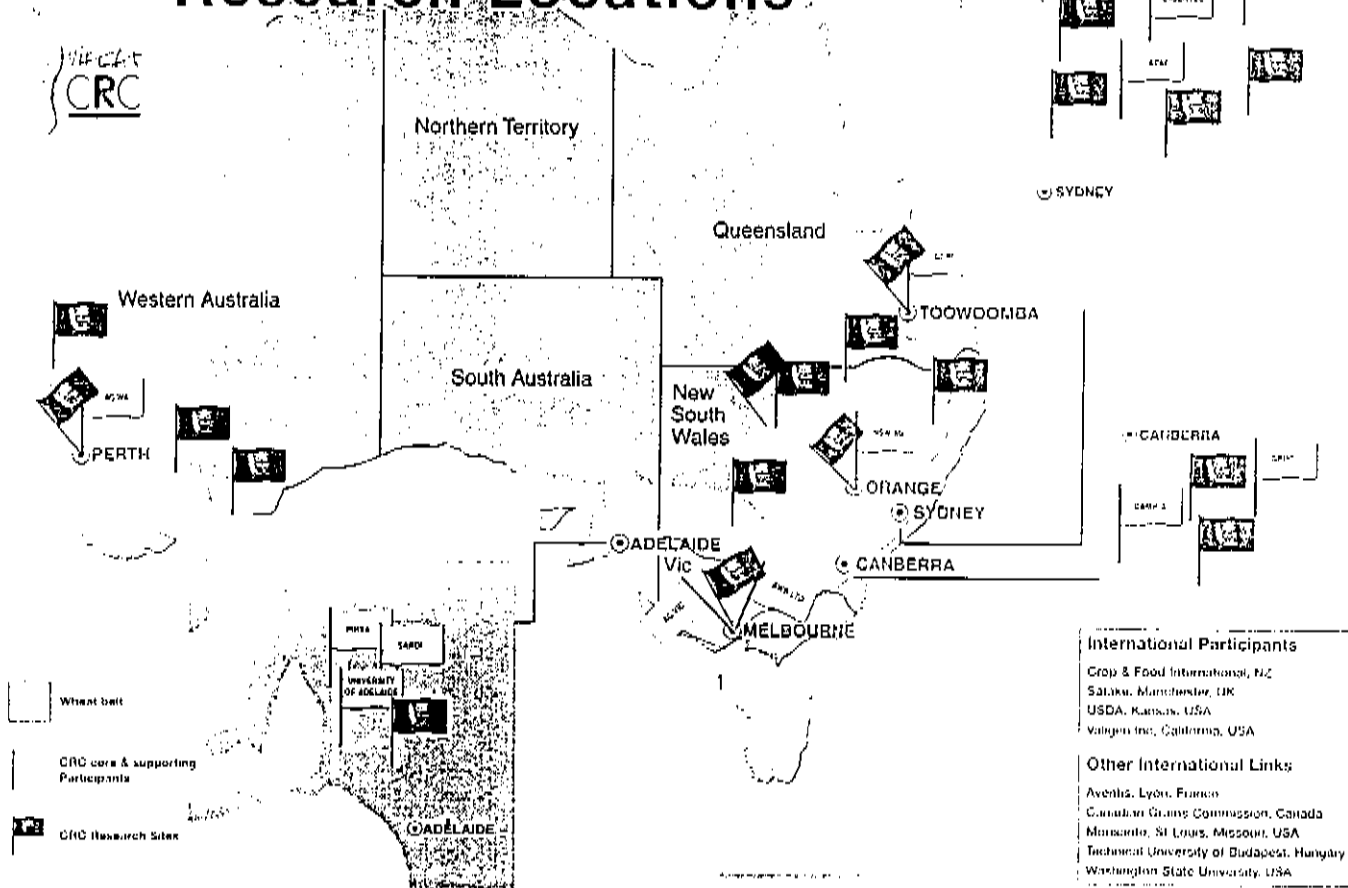 Research Locations
CRC
Northern Territory
SYDNEY
Queensland
TOOWOOMBA
Western Australia
South Australia
New
South
Wales
PERTH
CANBERRA
ORANGE
SYDNEY
ADELAIDE
Vic
CANBERRA
MELBOURNE
1
SARDI
UNIVERSITY
OF ADELAIDE
ADELAIDE
Wheat belt
CRC core & supporting
Participants
CRC Research Sites
International Participants
Crop & Food International, NZ
Satake, Manchester, UK
USDA, Kansas, USA
Valigen Inc, California, USA
Other International Links
Aventis, Lyon, France
Canadian Grains Commission, Canada
Monsanto, St Louis, Missouri, USA
Technical University of Budapest, Hungary
Washington State University, USA